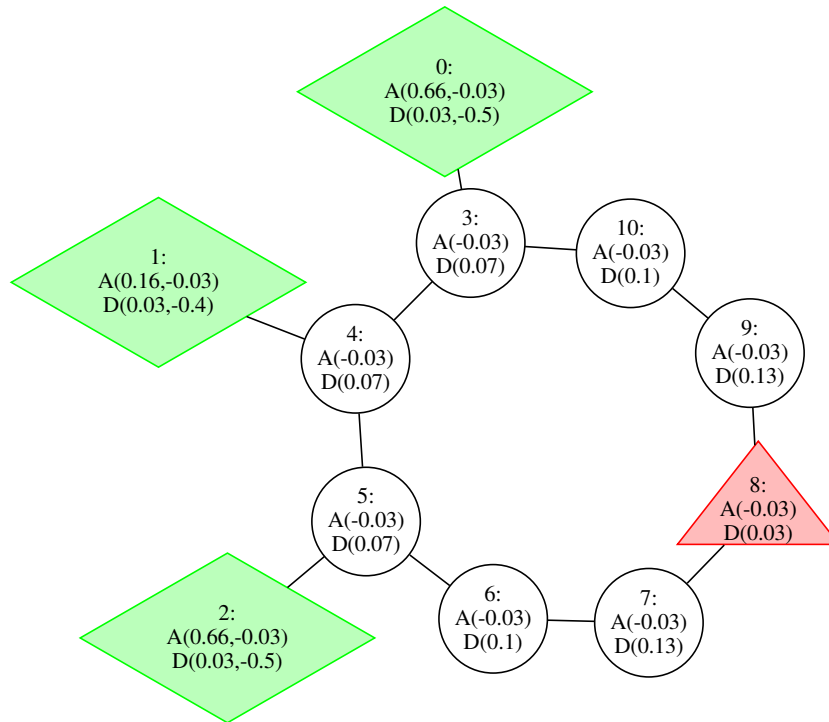 0:
A(0.66,-0.03)
D(0.03,-0.5)
1:
A(0.16,-0.03)
D(0.03,-0.4)
3:
A(-0.03)
D(0.07)
10:
A(-0.03)
D(0.1)
4:
A(-0.03)
D(0.07)
9:
A(-0.03)
D(0.13)
5:
A(-0.03)
D(0.07)
8:
A(-0.03)
D(0.03)
2:
A(0.66,-0.03)
D(0.03,-0.5)
6:
A(-0.03)
D(0.1)
7:
A(-0.03)
D(0.13)